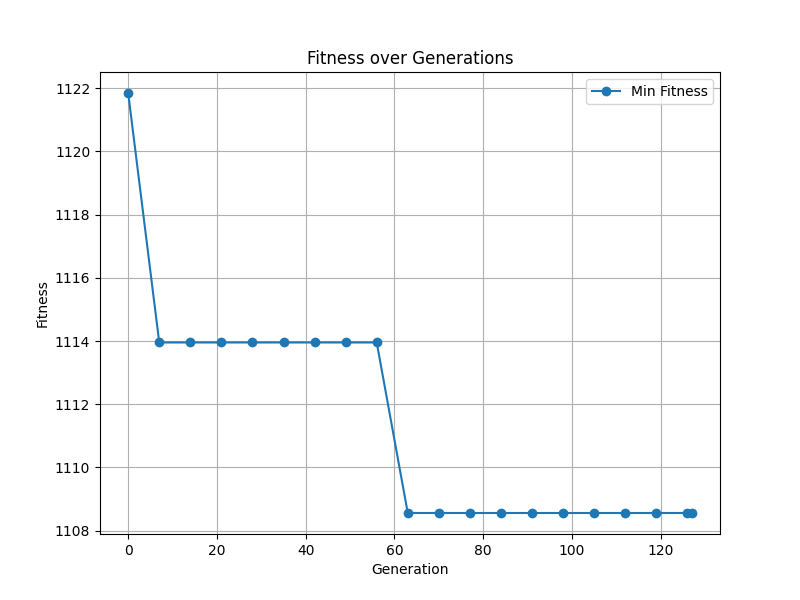 Fitness over Generations
Min Fitness
1122
1120
1118
1116
1114
1112
1110
1108
Fitness
0 20 40 60 80 100 120
Generation